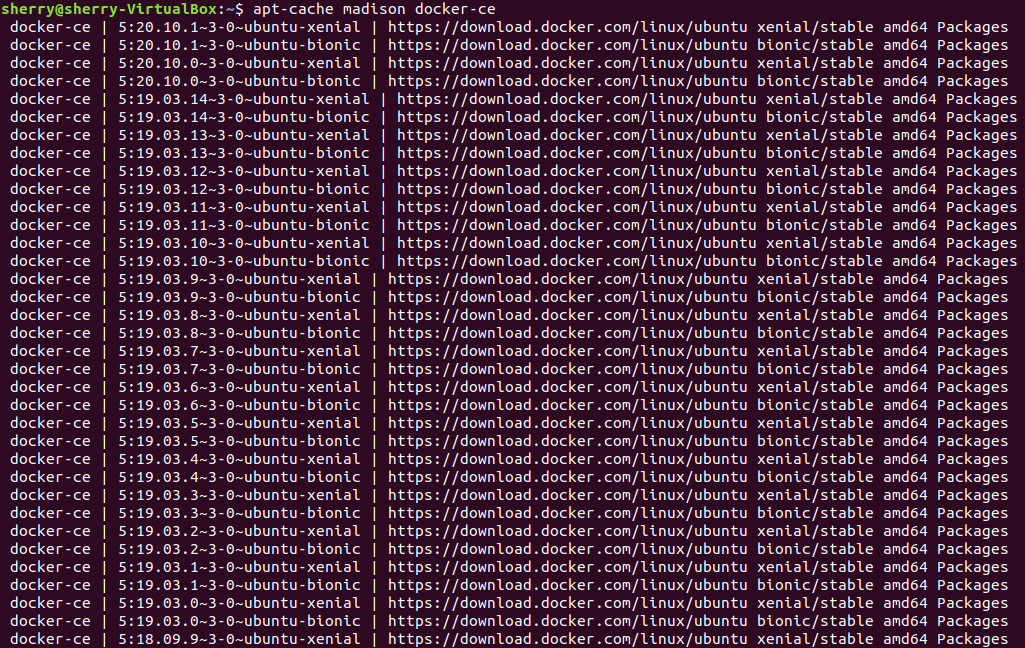 sherry@sherry-VirtualBox:~$ apt-cache madison docker-ce
docker-ce | 5:20.10.1~3-0~ubuntu-xenial | https://download.docker.com/linux/ubuntu xenial/stable amd64 Packages
docker-ce | 5:20.10.1~3-0~ubuntu-bionic | https://download.docker.com/linux/ubuntu bionic/stable amd64 Packages
docker-ce | 5:20.10.0~3-0~ubuntu-xenial | https://download.docker.com/linux/ubuntu xenial/stable amd64 Packages
docker-ce | 5:20.10.0~3-0~ubuntu-bionic | https://download.docker.com/linux/ubuntu bionic/stable amd64 Packages
docker-ce | 5:19.03.14~3-0~ubuntu-xenial | https://download.docker.com/linux/ubuntu xenial/stable amd64 Packages
docker-ce | 5:19.03.14~3-0~ubuntu-bionic | https://download.docker.com/linux/ubuntu bionic/stable amd64 Packages
docker-ce | 5:19.03.13~3-0~ubuntu-xenial | https://download.docker.com/linux/ubuntu xenial/stable amd64 Packages
docker-ce | 5:19.03.13~3-0~ubuntu-bionic | https://download.docker.com/linux/ubuntu bionic/stable amd64 Packages
docker-ce | 5:19.03.12~3-0~ubuntu-xenial | https://download.docker.com/linux/ubuntu xenial/stable amd64 Packages
docker-ce | 5:19.03.12~3-0~ubuntu-bionic | https://download.docker.com/linux/ubuntu bionic/stable amd64 Packages
docker-ce | 5:19.03.11~3-0~ubuntu-xenial | https://download.docker.com/linux/ubuntu xenial/stable amd64 Packages
docker-ce | 5:19.03.11~3-0~ubuntu-bionic | https://download.docker.com/linux/ubuntu bionic/stable amd64 Packages
docker-ce | 5:19.03.10~3-0~ubuntu-xenial | https://download.docker.com/linux/ubuntu xenial/stable amd64 Packages
docker-ce | 5:19.03.10~3-0~ubuntu-bionic | https://download.docker.com/linux/ubuntu bionic/stable amd64 Packages
docker-ce | 5:19.03.9~3-0~ubuntu-xenial | https://download.docker.com/linux/ubuntu xenial/stable amd64 Packages
docker-ce | 5:19.03.9~3-0~ubuntu-bionic | https://download.docker.com/linux/ubuntu bionic/stable amd64 Packages
docker-ce | 5:19.03.8~3-0~ubuntu-xenial | https://download.docker.com/linux/ubuntu xenial/stable amd64 Packages
docker-ce | 5:19.03.8~3-0~ubuntu-bionic | https://download.docker.com/linux/ubuntu bionic/stable amd64 Packages
docker-ce | 5:19.03.7~3-0~ubuntu-xenial | https://download.docker.com/linux/ubuntu xenial/stable amd64 Packages
docker-ce | 5:19.03.7~3-0~ubuntu-bionic | https://download.docker.com/linux/ubuntu bionic/stable amd64 Packages
docker-ce | 5:19.03.6~3-0~ubuntu-xenial | https://download.docker.com/linux/ubuntu xenial/stable amd64 Packages
docker-ce | 5:19.03.6~3-0~ubuntu-bionic | https://download.docker.com/linux/ubuntu bionic/stable amd64 Packages
docker-ce | 5:19.03.5~3-0~ubuntu-xenial | https://download.docker.com/linux/ubuntu xenial/stable amd64 Packages
docker-ce | 5:19.03.5~3-0~ubuntu-bionic | https://download.docker.com/linux/ubuntu bionic/stable amd64 Packages
docker-ce | 5:19.03.4~3-0~ubuntu-xenial | https://download.docker.com/linux/ubuntu xenial/stable amd64 Packages
docker-ce | 5:19.03.4~3-0~ubuntu-bionic | https://download.docker.com/linux/ubuntu bionic/stable amd64 Packages
docker-ce | 5:19.03.3~3-0~ubuntu-xenial | https://download.docker.com/linux/ubuntu xenial/stable amd64 Packages
docker-ce | 5:19.03.3~3-0~ubuntu-bionic | https://download.docker.com/linux/ubuntu bionic/stable amd64 Packages
docker-ce | 5:19.03.2~3-0~ubuntu-xenial | https://download.docker.com/linux/ubuntu xenial/stable amd64 Packages
docker-ce | 5:19.03.2~3-0~ubuntu-bionic | https://download.docker.com/linux/ubuntu bionic/stable amd64 Packages
docker-ce | 5:19.03.1~3-0~ubuntu-xenial | https://download.docker.com/linux/ubuntu xenial/stable amd64 Packages
docker-ce | 5:19.03.1~3-0~ubuntu-bionic | https://download.docker.com/linux/ubuntu bionic/stable amd64 Packages
docker-ce | 5:19.03.0~3-0~ubuntu-xenial | https://download.docker.com/linux/ubuntu xenial/stable amd64 Packages
docker-ce | 5:19.03.0~3-0~ubuntu-bionic | https://download.docker.com/linux/ubuntu bionic/stable amd64 Packages
docker-ce | 5:18.09.9~3-0~ubuntu-xenial | https://download.docker.com/linux/ubuntu xenial/stable amd64 Packages